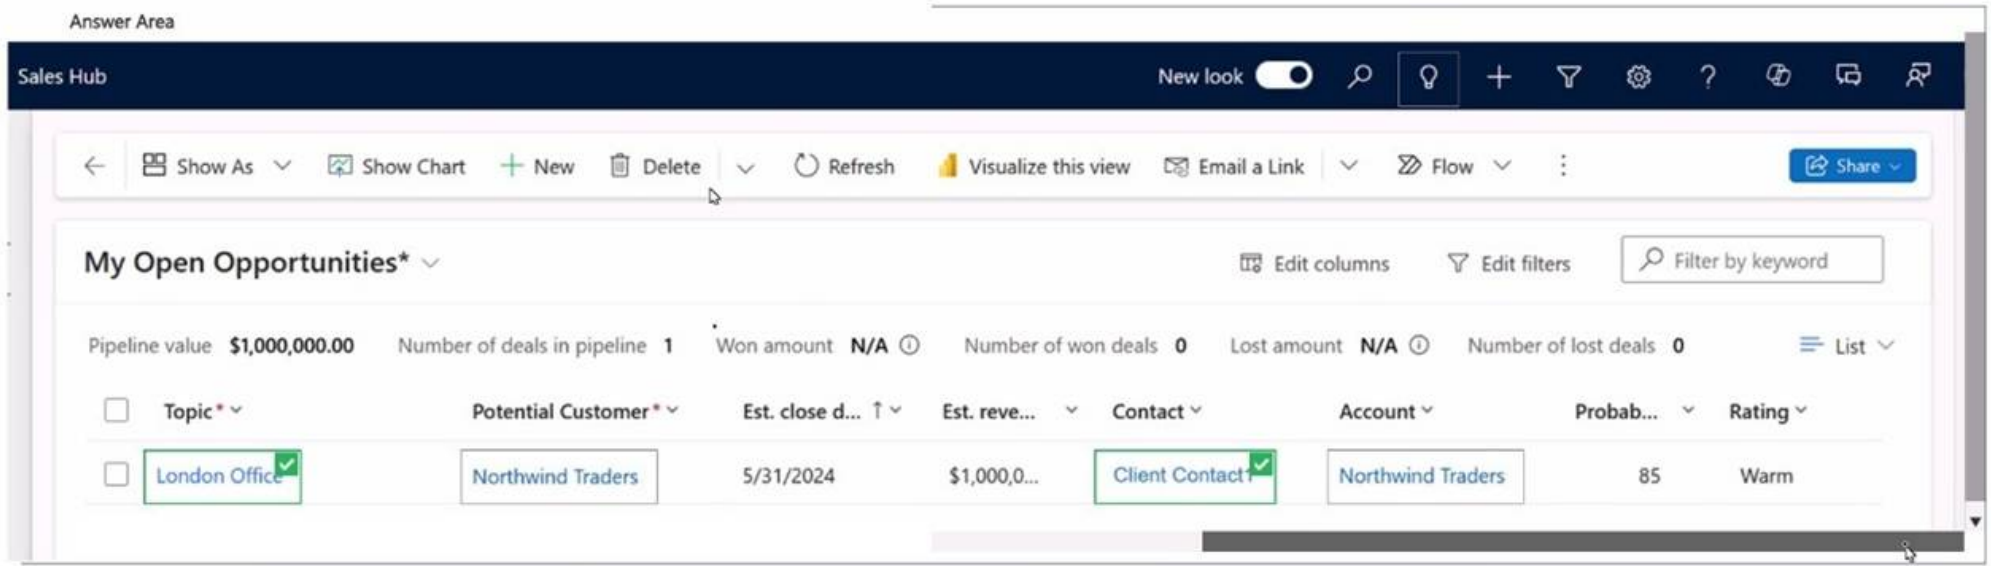 Answer Area
Sales Hub New look
Show As Show Chart New Delete Refresh Visualize this view Email a Link Flow Share
My Open Opportunities* Edit columns Edit filters Filter by keyword
Pipeline value $1,000,000.00 Number of deals in pipeline 1 Won amount N/A Number of won deals 0 Lost amount N/A Number of lost deals 0 List
Topic* Potential Customer* Est. close d... Est. reve... Contact Account Probab... Rating
London Office Northwind Traders 5/31/2024 $1,000,0... Client Contact1 Northwind Traders 85 Warm